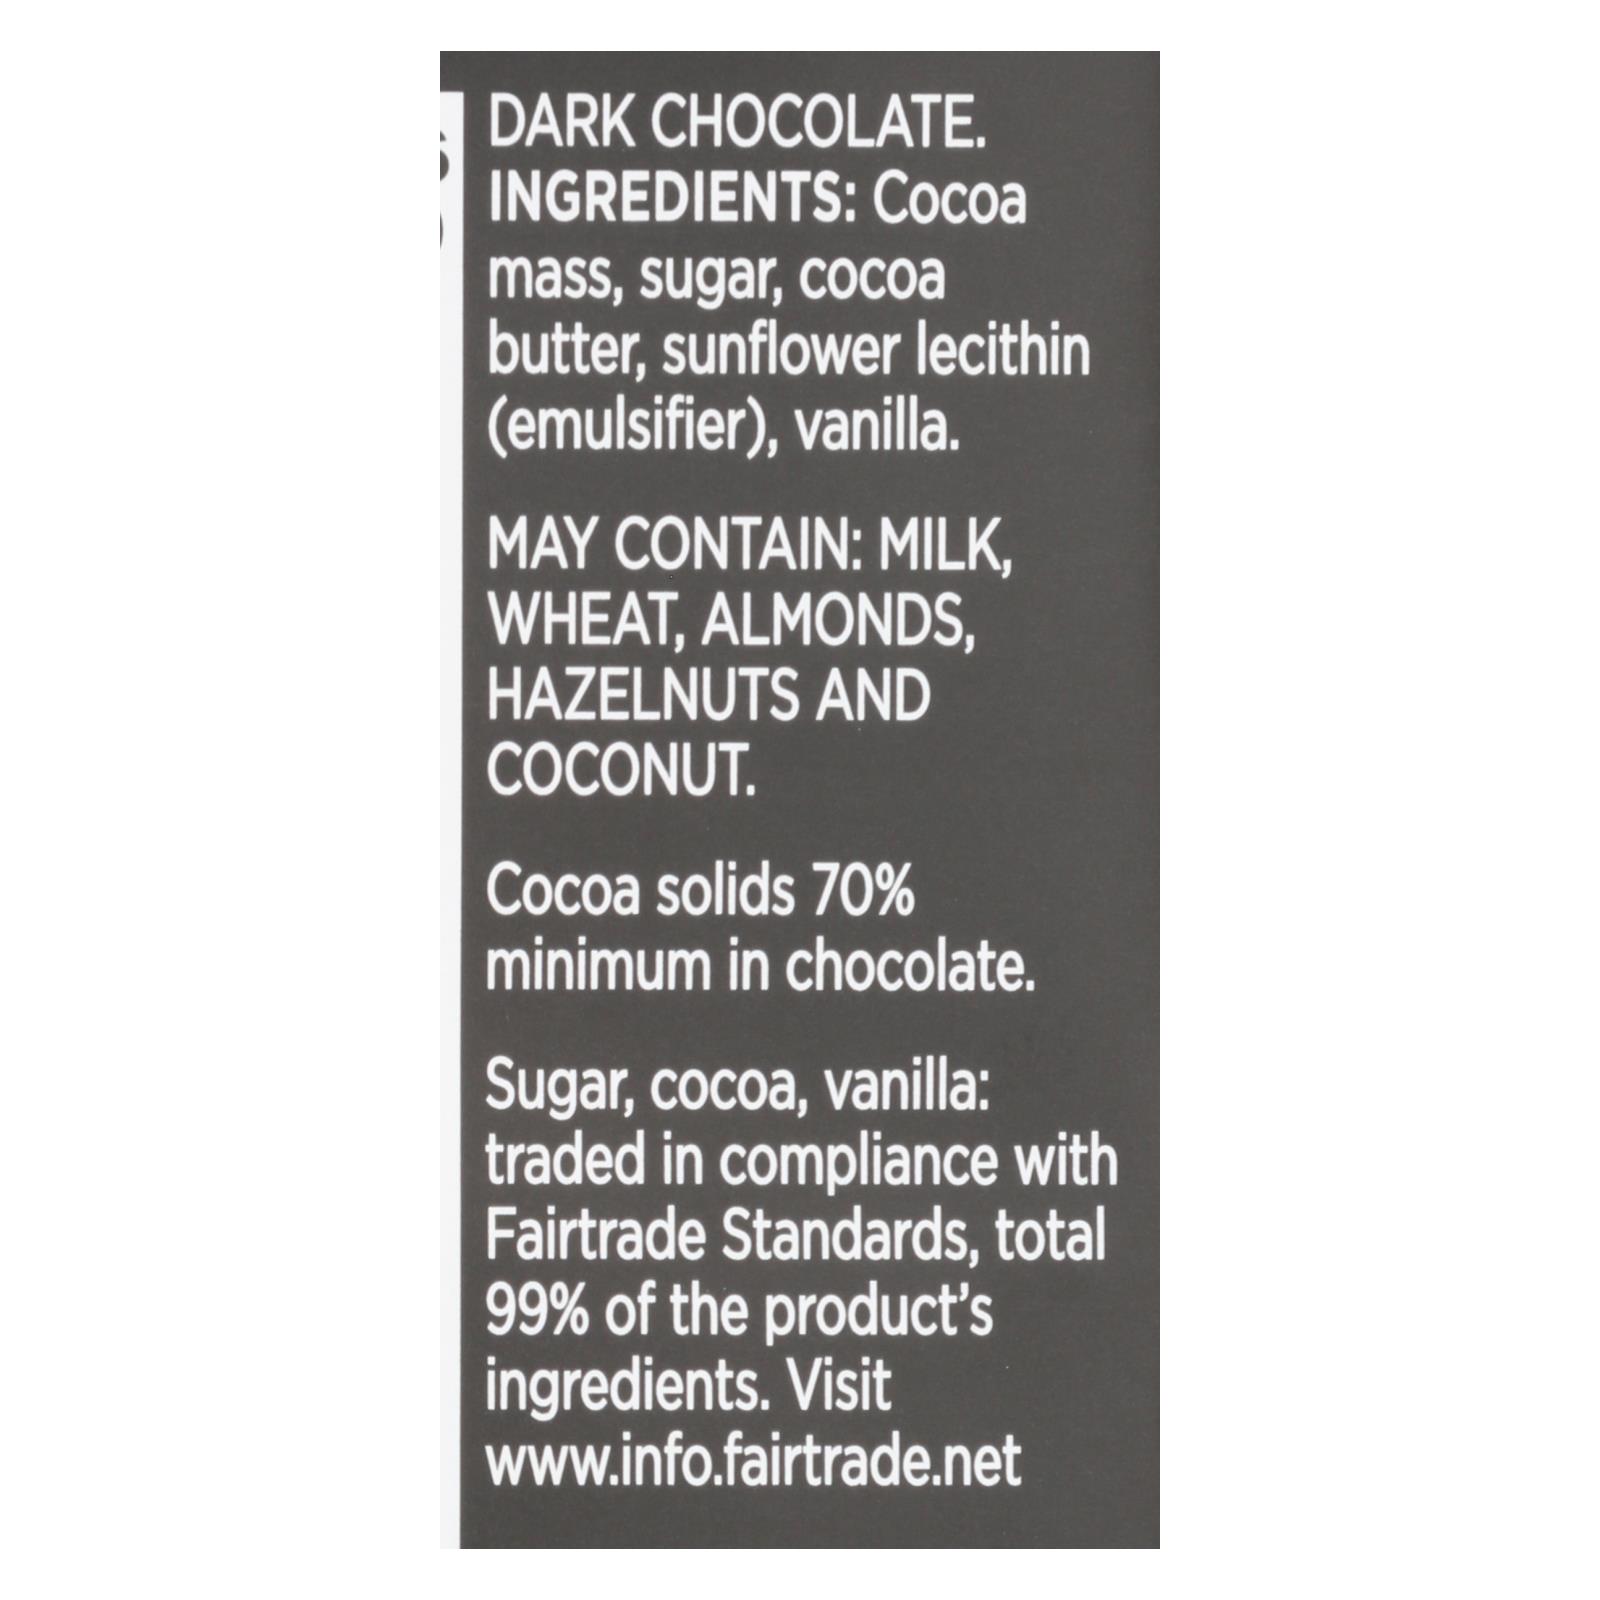 DARK CHOCOLATE.
INGREDIENTS: Cocoa
mass, sugar, cocoa
butter, sunflower lecithin
(emulsifier), vanilla.
MAY CONTAIN: MILK,
WHEAT, ALMONDS,
HAZELNUTS AND
COCONUT.
Cocoa solids 70%
minimum in chocolate.
Sugar, cocoa, vanilla:
traded in compliance with
Fairtrade Standards, total
99% of the product's
ingredients. Visit
www.info.fairtrade.net